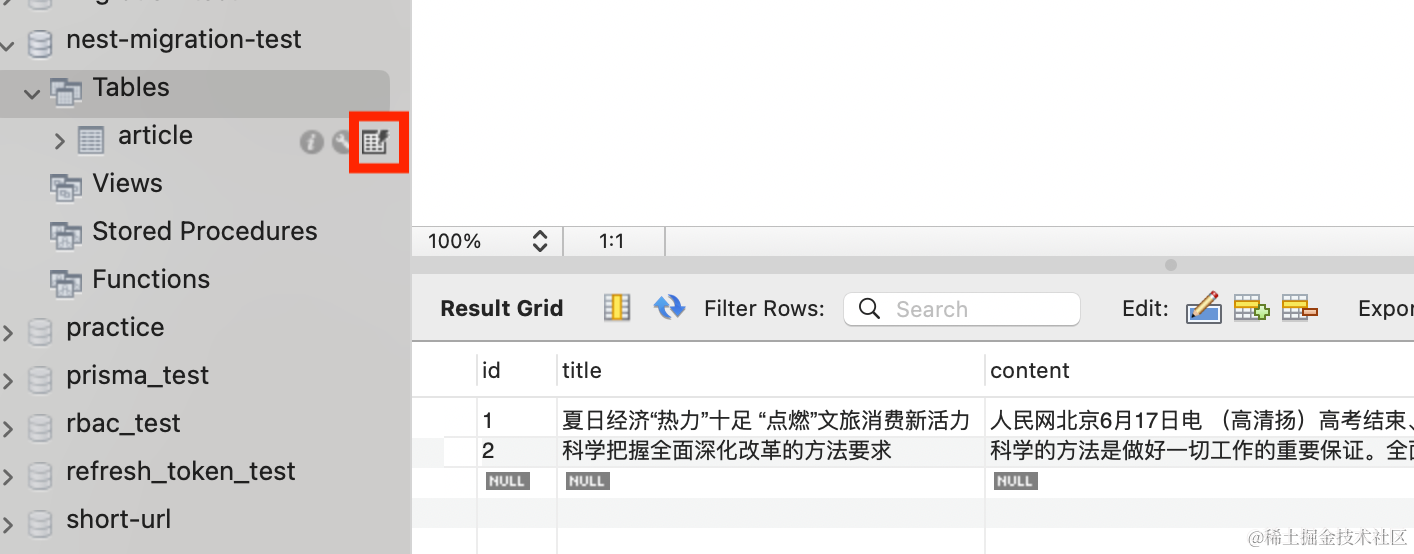 nest-migration-test
Tables
article
Views
Stored Procedures
Functions
practice
prisma_test
rbac_test
refresh_token_test
short-url
100%
1:1
Result Grid
Filter Rows:
Search
Edit:
Expor
id title content
1 夏日经济“热力”十足 “点燃”文旅消费新活力 人民网北京6月17日电 （高清扬）高考结束、
2 科学把握全面深化改革的方法要求 科学的方法是做好一切工作的重要保证。全
NULL NULL NULL
@稀土掘金技术社区